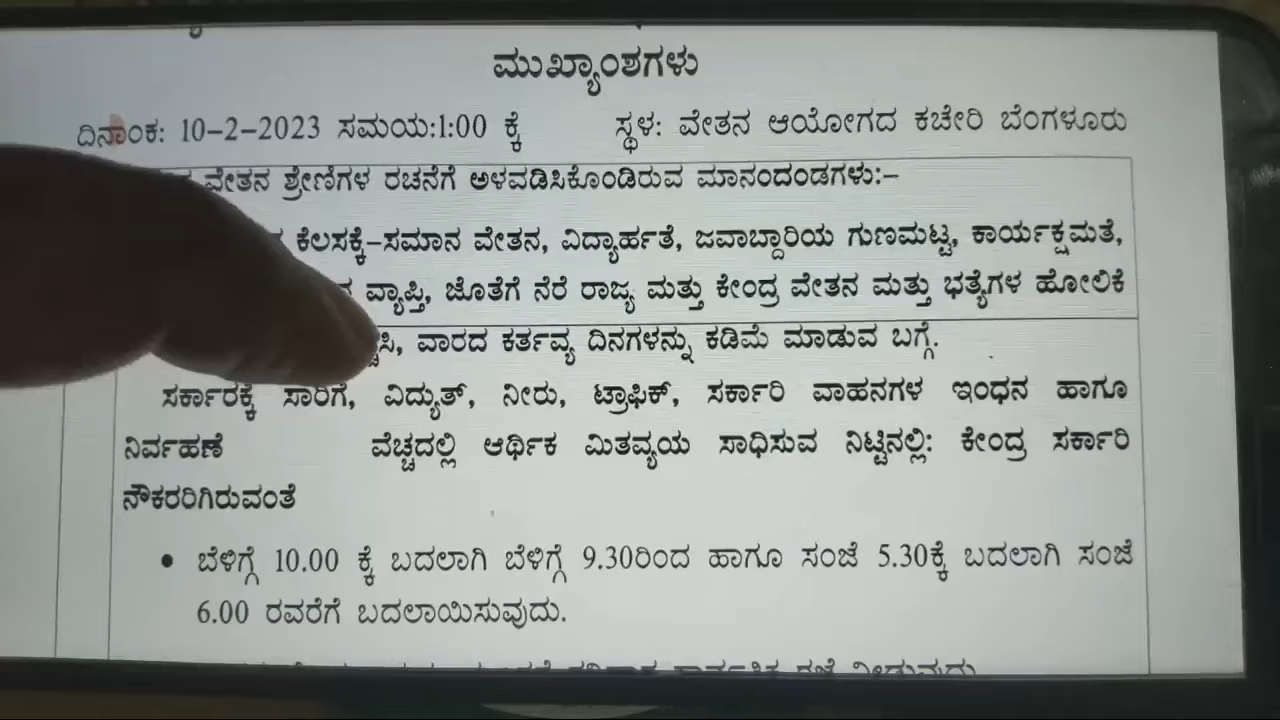 ಮುಖ್ಯಾಂಶಗಳು
ದಿನಾಂಕ: 10-2-2023 ಸಮಯ:1:00 ಕ್ಕೆ ಸ್ಥಳ: ವೇತನ ಆಯೋಗದ ಕಚೇರಿ ಬೆಂಗಳೂರು
ವೇತನ ಶ್ರೇಣಿಗಳ ರಚನೆಗೆ ಅಳವಡಿಸಿಕೊಂಡಿರುವ ಮಾನಂದಂಡಗಳು:-
ಕೆಲಸಕ್ಕೆ-ಸಮಾನ ವೇತನ, ವಿದ್ಯಾರ್ಹತೆ, ಜವಾಬ್ದಾರಿಯ ಗುಣಮಟ್ಟ, ಕಾರ್ಯಕ್ಷಮತೆ,
ವ್ಯಾಪ್ತಿ, ಜೊತೆಗೆ ನೆರೆ ರಾಜ್ಯ ಮತ್ತು ಕೇಂದ್ರ ವೇತನ ಮತ್ತು ಭತ್ಯೆಗಳ ಹೋಲಿಕೆ
ವಾರದ ಕರ್ತವ್ಯ ದಿನಗಳನ್ನು ಕಡಿಮೆ ಮಾಡುವ ಬಗ್ಗೆ.
ಸರ್ಕಾರಕ್ಕೆ ಸಾರಿಗೆ, ವಿದ್ಯುತ್, ನೀರು, ಟ್ರಾಫಿಕ್, ಸರ್ಕಾರಿ ವಾಹನಗಳ ಇಂಧನ ಹಾಗೂ
ನಿರ್ವಹಣೆ ವೆಚ್ಚದಲ್ಲಿ ಆರ್ಥಿಕ ಮಿತವ್ಯಯ ಸಾಧಿಸುವ ನಿಟ್ಟಿನಲ್ಲಿ: ಕೇಂದ್ರ ಸರ್ಕಾರಿ
ನೌಕರರಿಗಿರುವಂತೆ
• ಬೆಳಿಗ್ಗೆ 10.00 ಕ್ಕೆ ಬದಲಾಗಿ ಬೆಳಿಗ್ಗೆ 9.30ರಿಂದ ಹಾಗೂ ಸಂಜೆ 5.30ಕ್ಕೆ ಬದಲಾಗಿ ಸಂಜೆ
6.00 ರವರೆಗೆ ಬದಲಾಯಿಸುವುದು.